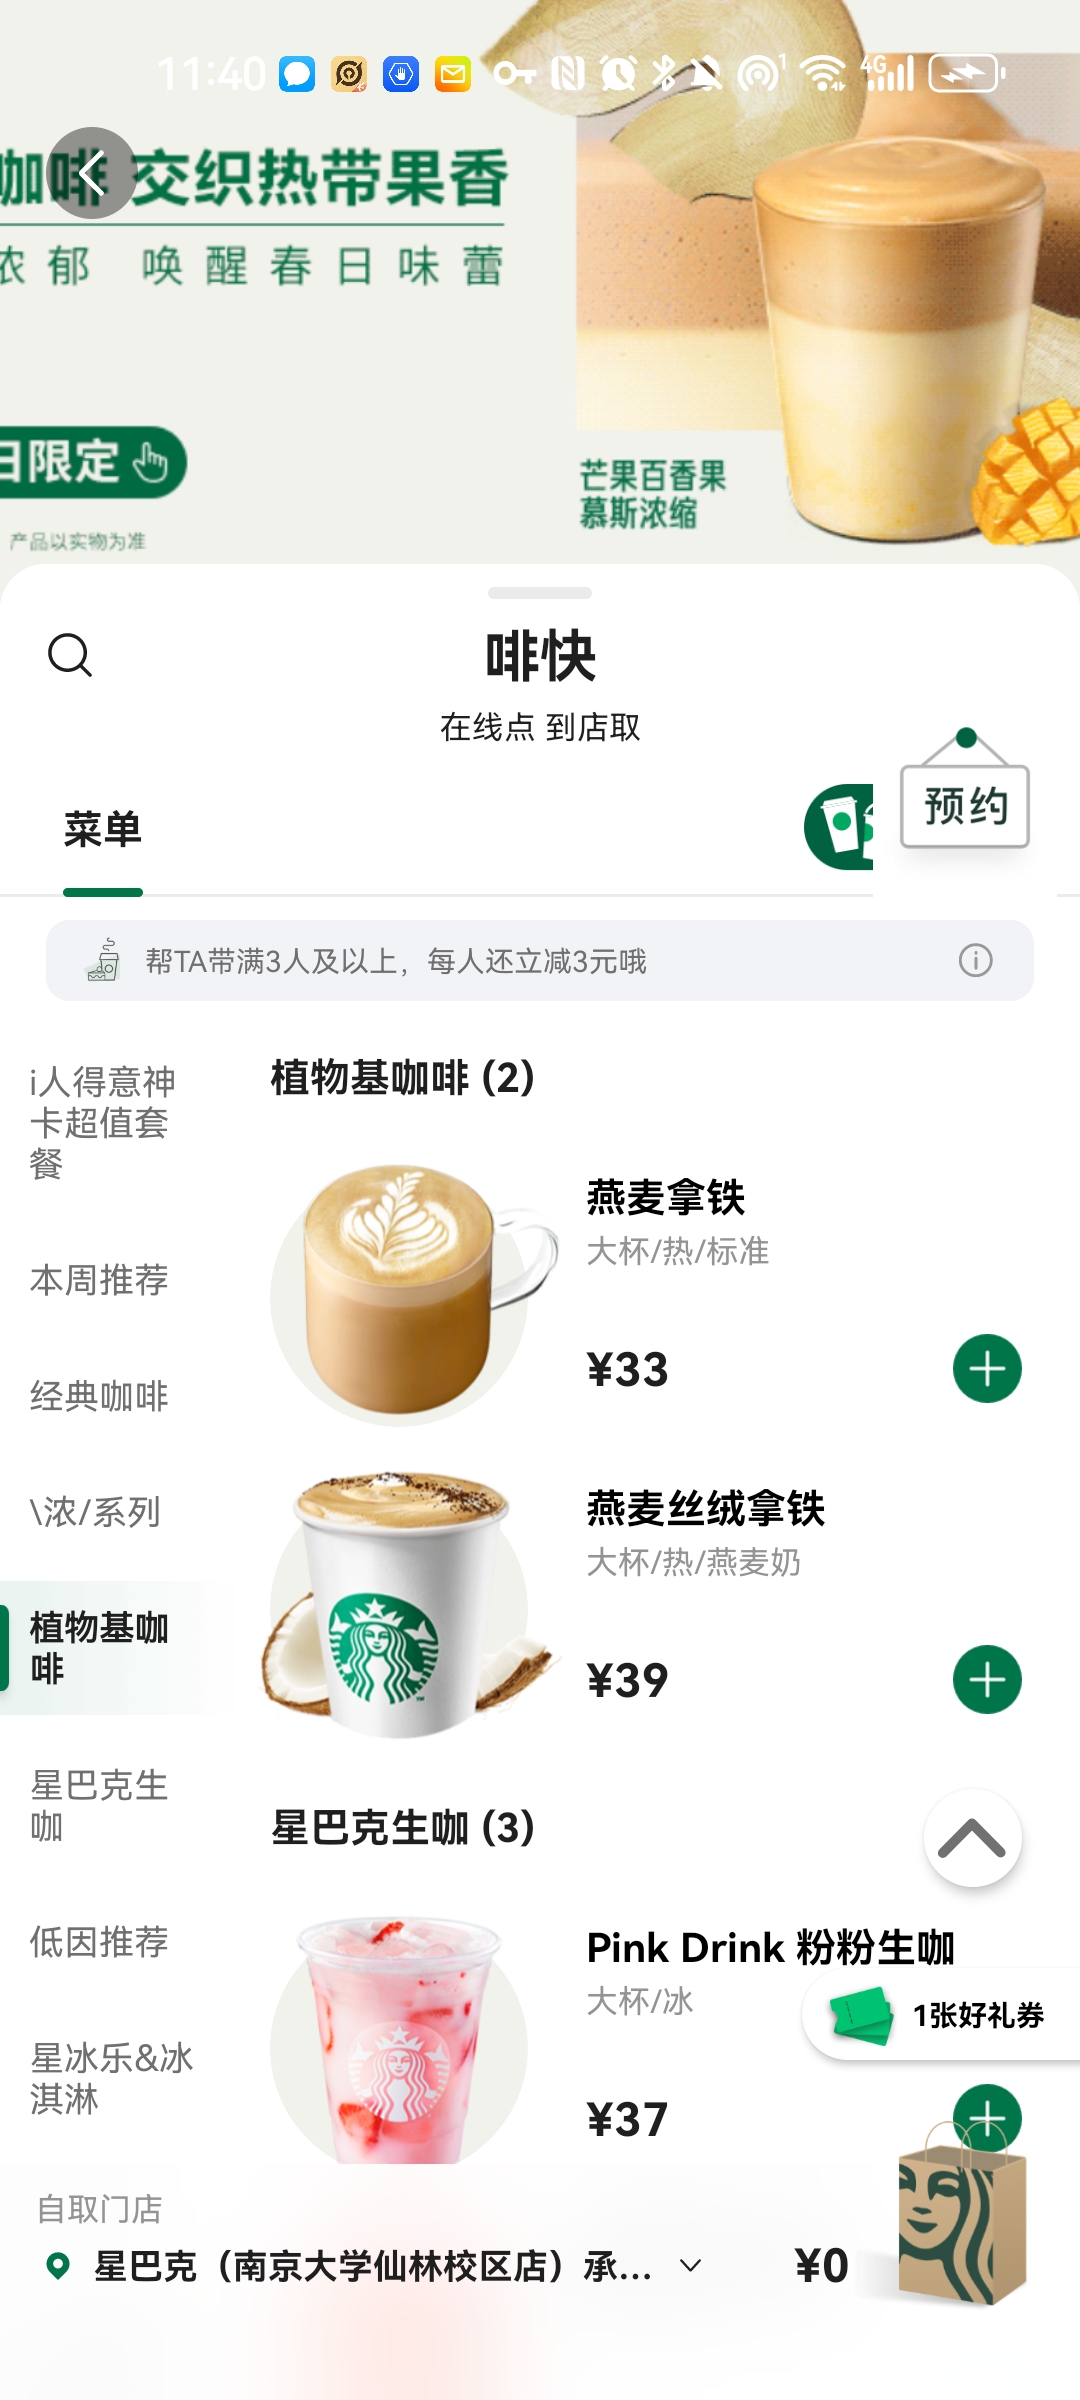 11:40
4G
1
咖啡 交织热带果香
浓郁 唤醒春日味蕾
日限定
产品以实物为准
芒果百香果
慕斯浓缩
啡快
在线点 到店取
预约
菜单
帮TA带满3人及以上，每人还立减3元哦
i人得意神
卡超值套
餐
本周推荐
经典咖啡
\浓/系列
植物基咖
啡
星巴克生
咖
低因推荐
星冰乐&冰
淇淋
植物基咖啡 (2)
燕麦拿铁
大杯/热/标准
¥33
燕麦丝绒拿铁
大杯/热/燕麦奶
¥39
星巴克生咖 (3)
Pink Drink 粉粉生咖
大杯/冰
1张好礼券
¥37
自取门店
星巴克（南京大学仙林校区店）承...
¥0